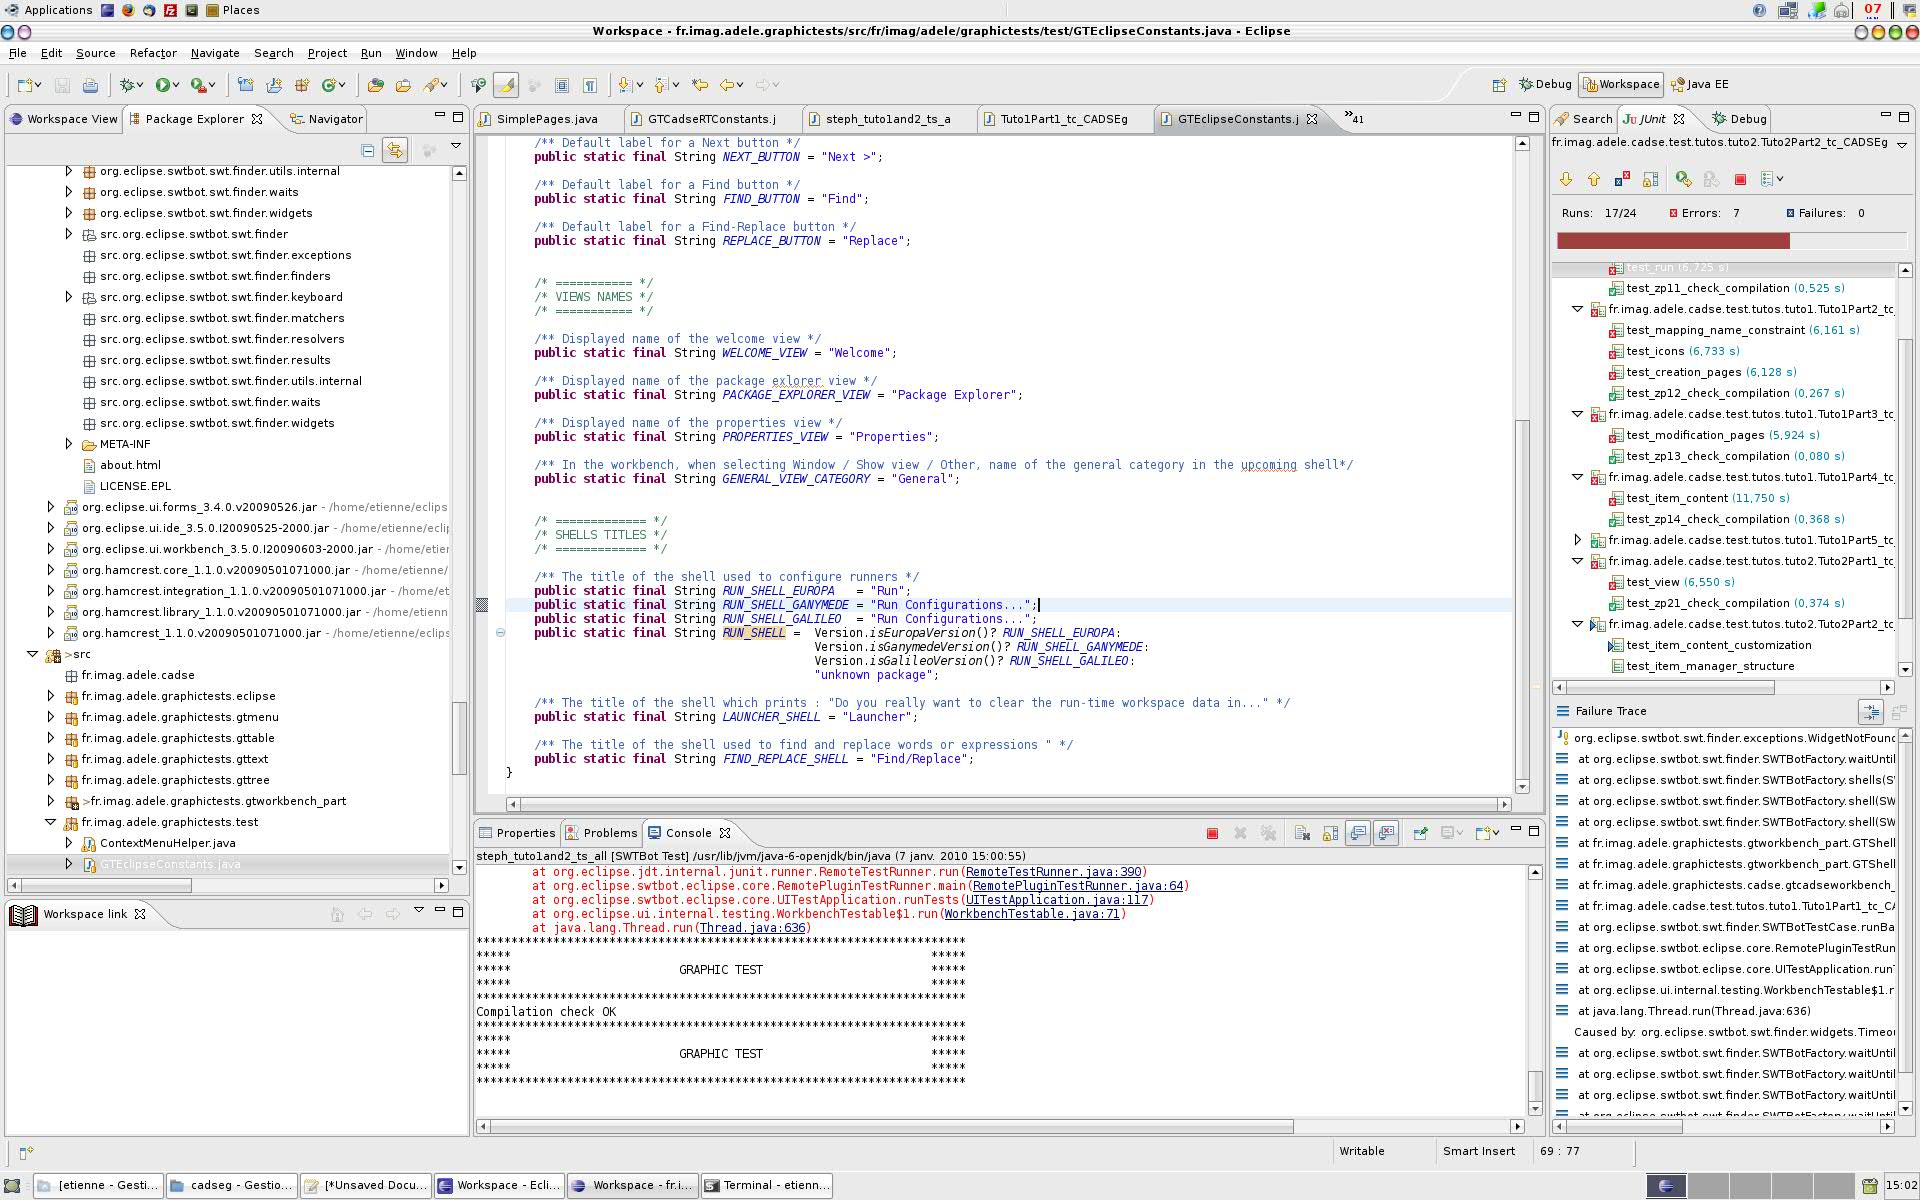 Applications Places
07
Workspace - fr.imag.adele.graphictests/src/fr/imag/adele/graphictests/test/GTEclipseConstants.java - Eclipse
File Edit Source Refactor Navigate Search Project Run Window Help
Debug Workspace Java EE
Workspace View Package Explorer Navigator
org.eclipse.swtbot.swt.finder.utils.internal
org.eclipse.swtbot.swt.finder.waits
org.eclipse.swtbot.swt.finder.widgets
src.org.eclipse.swtbot.swt.finder
src.org.eclipse.swtbot.swt.finder.exceptions
src.org.eclipse.swtbot.swt.finder.finders
src.org.eclipse.swtbot.swt.finder.keyboard
src.org.eclipse.swtbot.swt.finder.matchers
src.org.eclipse.swtbot.swt.finder.resolvers
src.org.eclipse.swtbot.swt.finder.results
src.org.eclipse.swtbot.swt.finder.utils.internal
src.org.eclipse.swtbot.swt.finder.waits
src.org.eclipse.swtbot.swt.finder.widgets
META-INF
about.html
LICENSE.EPL
org.eclipse.ui.forms_3.4.0.v20090526.jar - /home/etienne/eclips
org.eclipse.ui.ide_3.5.0.I20090525-2000.jar - /home/etienne/eclip
org.eclipse.ui.workbench_3.5.0.I20090603-2000.jar - /home/etier
org.hamcrest.core_1.1.0.v20090501071000.jar - /home/etienne/
org.hamcrest.integration_1.1.0.v20090501071000.jar - /home/etie
org.hamcrest.library_1.1.0.v20090501071000.jar - /home/etienne/
org.hamcrest_1.1.0.v20090501071000.jar - /home/etienne/eclips
>src
fr.imag.adele.cadse
fr.imag.adele.graphictests.eclipse
fr.imag.adele.graphictests.gtmenu
fr.imag.adele.graphictests.gttable
fr.imag.adele.graphictests.gttext
fr.imag.adele.graphictests.gttree
>fr.imag.adele.graphictests.gtworkbench_part
fr.imag.adele.graphictests.test
ContextMenuHelper.java
GTEclipseConstants.java
Workspace link
SimplePages.java GTCadseRTConstants.j steph_tuto1and2_ts_a Tuto1Part1_tc_CADSEg GTEclipseConstants.j »41
/** Default label for a Next button */
public static final String NEXT_BUTTON = "Next >";
/** Default label for a Find button */
public static final String FIND_BUTTON = "Find";
/** Default label for a Find-Replace button */
public static final String REPLACE_BUTTON = "Replace";
/* =========== */
/* VIEWS NAMES */
/* =========== */
/** Displayed name of the welcome view */
public static final String WELCOME_VIEW = "Welcome";
/** Displayed name of the package exlorer view */
public static final String PACKAGE_EXPLORER_VIEW = "Package Explorer";
/** Displayed name of the properties view */
public static final String PROPERTIES_VIEW = "Properties";
/** In the workbench, when selecting Window / Show view / Other, name of the general category in the upcoming shell*/
public static final String GENERAL_VIEW_CATEGORY = "General";
/* ============= */
/* SHELLS TITLES */
/* ============= */
/** The title of the shell used to configure runners */
public static final String RUN_SHELL_EUROPA = "Run";
public static final String RUN_SHELL_GANYMEDE = "Run Configurations...";
public static final String RUN_SHELL_GALILEO = "Run Configurations...";
public static final String RUN_SHELL = Version.isEuropaVersion()? RUN_SHELL_EUROPA:
Version.isGanymedeVersion()? RUN_SHELL_GANYMEDE:
Version.isGalileoVersion()? RUN_SHELL_GALILEO:
"unknown package";
/** The title of the shell which prints : "Do you really want to clear the run-time workspace data in..." */
public static final String LAUNCHER_SHELL = "Launcher";
/** The title of the shell used to find and replace words or expressions " */
public static final String FIND_REPLACE_SHELL = "Find/Replace";
}
Properties Problems Console
steph_tuto1and2_ts_all [SWTBot Test] /usr/lib/jvm/java-6-openjdk/bin/java (7 janv. 2010 15:00:55)
at org.eclipse.jdt.internal.junit.runner.RemoteTestRunner.run(RemoteTestRunner.java:390)
at org.eclipse.swtbot.eclipse.core.RemotePluginTestRunner.main(RemotePluginTestRunner.java:64)
at org.eclipse.swtbot.eclipse.core.UITestApplication.runTests(UITestApplication.java:117)
at org.eclipse.ui.internal.testing.WorkbenchTestable$1.run(WorkbenchTestable.java:71)
at java.lang.Thread.run(Thread.java:636)
**********************************************************************
***** *****
***** GRAPHIC TEST *****
***** *****
**********************************************************************
Compilation check OK
**********************************************************************
***** *****
***** GRAPHIC TEST *****
***** *****
**********************************************************************
Search JUnit Debug
fr.imag.adele.cadse.test.tutos.tuto2.Tuto2Part2_tc_CADSEg
Runs: 17/24 Errors: 7 Failures: 0
test_run (6,725 s)
test_zp11_check_compilation (0,525 s)
fr.imag.adele.cadse.test.tutos.tuto1.Tuto1Part2_tc
test_mapping_name_constraint (6,161 s)
test_icons (6,733 s)
test_creation_pages (6,128 s)
test_zp12_check_compilation (0,267 s)
fr.imag.adele.cadse.test.tutos.tuto1.Tuto1Part3_tc
test_modification_pages (5,924 s)
test_zp13_check_compilation (0,080 s)
fr.imag.adele.cadse.test.tutos.tuto1.Tuto1Part4_tc
test_item_content (11,750 s)
test_zp14_check_compilation (0,368 s)
fr.imag.adele.cadse.test.tutos.tuto1.Tuto1Part5_tc
fr.imag.adele.cadse.test.tutos.tuto2.Tuto2Part1_tc
test_view (6,550 s)
test_zp21_check_compilation (0,374 s)
fr.imag.adele.cadse.test.tutos.tuto2.Tuto2Part2_tc
test_item_content_customization
test_item_manager_structure
Failure Trace
org.eclipse.swtbot.swt.finder.exceptions.WidgetNotFound
at org.eclipse.swtbot.swt.finder.SWTBotFactory.waitUntil
at org.eclipse.swtbot.swt.finder.SWTBotFactory.shells(S
at org.eclipse.swtbot.swt.finder.SWTBotFactory.shell(SW
at org.eclipse.swtbot.swt.finder.SWTBotFactory.shell(SW
at fr.imag.adele.graphictests.gtworkbench_part.GTShell
at fr.imag.adele.graphictests.gtworkbench_part.GTShell
at fr.imag.adele.graphictests.cadse.gtcadseworkbench_
at fr.imag.adele.cadse.test.tutos.tuto1.Tuto1Part1_tc_CA
at org.eclipse.swtbot.swt.finder.SWTBotTestCase.runBa
at org.eclipse.swtbot.eclipse.core.RemotePluginTestRun
at org.eclipse.swtbot.eclipse.core.UITestApplication.run
at org.eclipse.ui.internal.testing.WorkbenchTestable$1.r
at java.lang.Thread.run(Thread.java:636)
Caused by: org.eclipse.swtbot.swt.finder.widgets.Timeou
at org.eclipse.swtbot.swt.finder.SWTBotFactory.waitUntil
at org.eclipse.swtbot.swt.finder.SWTBotFactory.waitUntil
at org.eclipse.swtbot.swt.finder.SWTBotFactory.waitUntil
at org.eclipse.swtbot.swt.finder.SWTBotFactory.waitUntil
Writable Smart Insert 69 : 77
[etienne - Gesti... cadseg - Gestio... [*Unsaved Docu... Workspace - Ecli... Workspace - fr.i... Terminal - etienn... 15:02